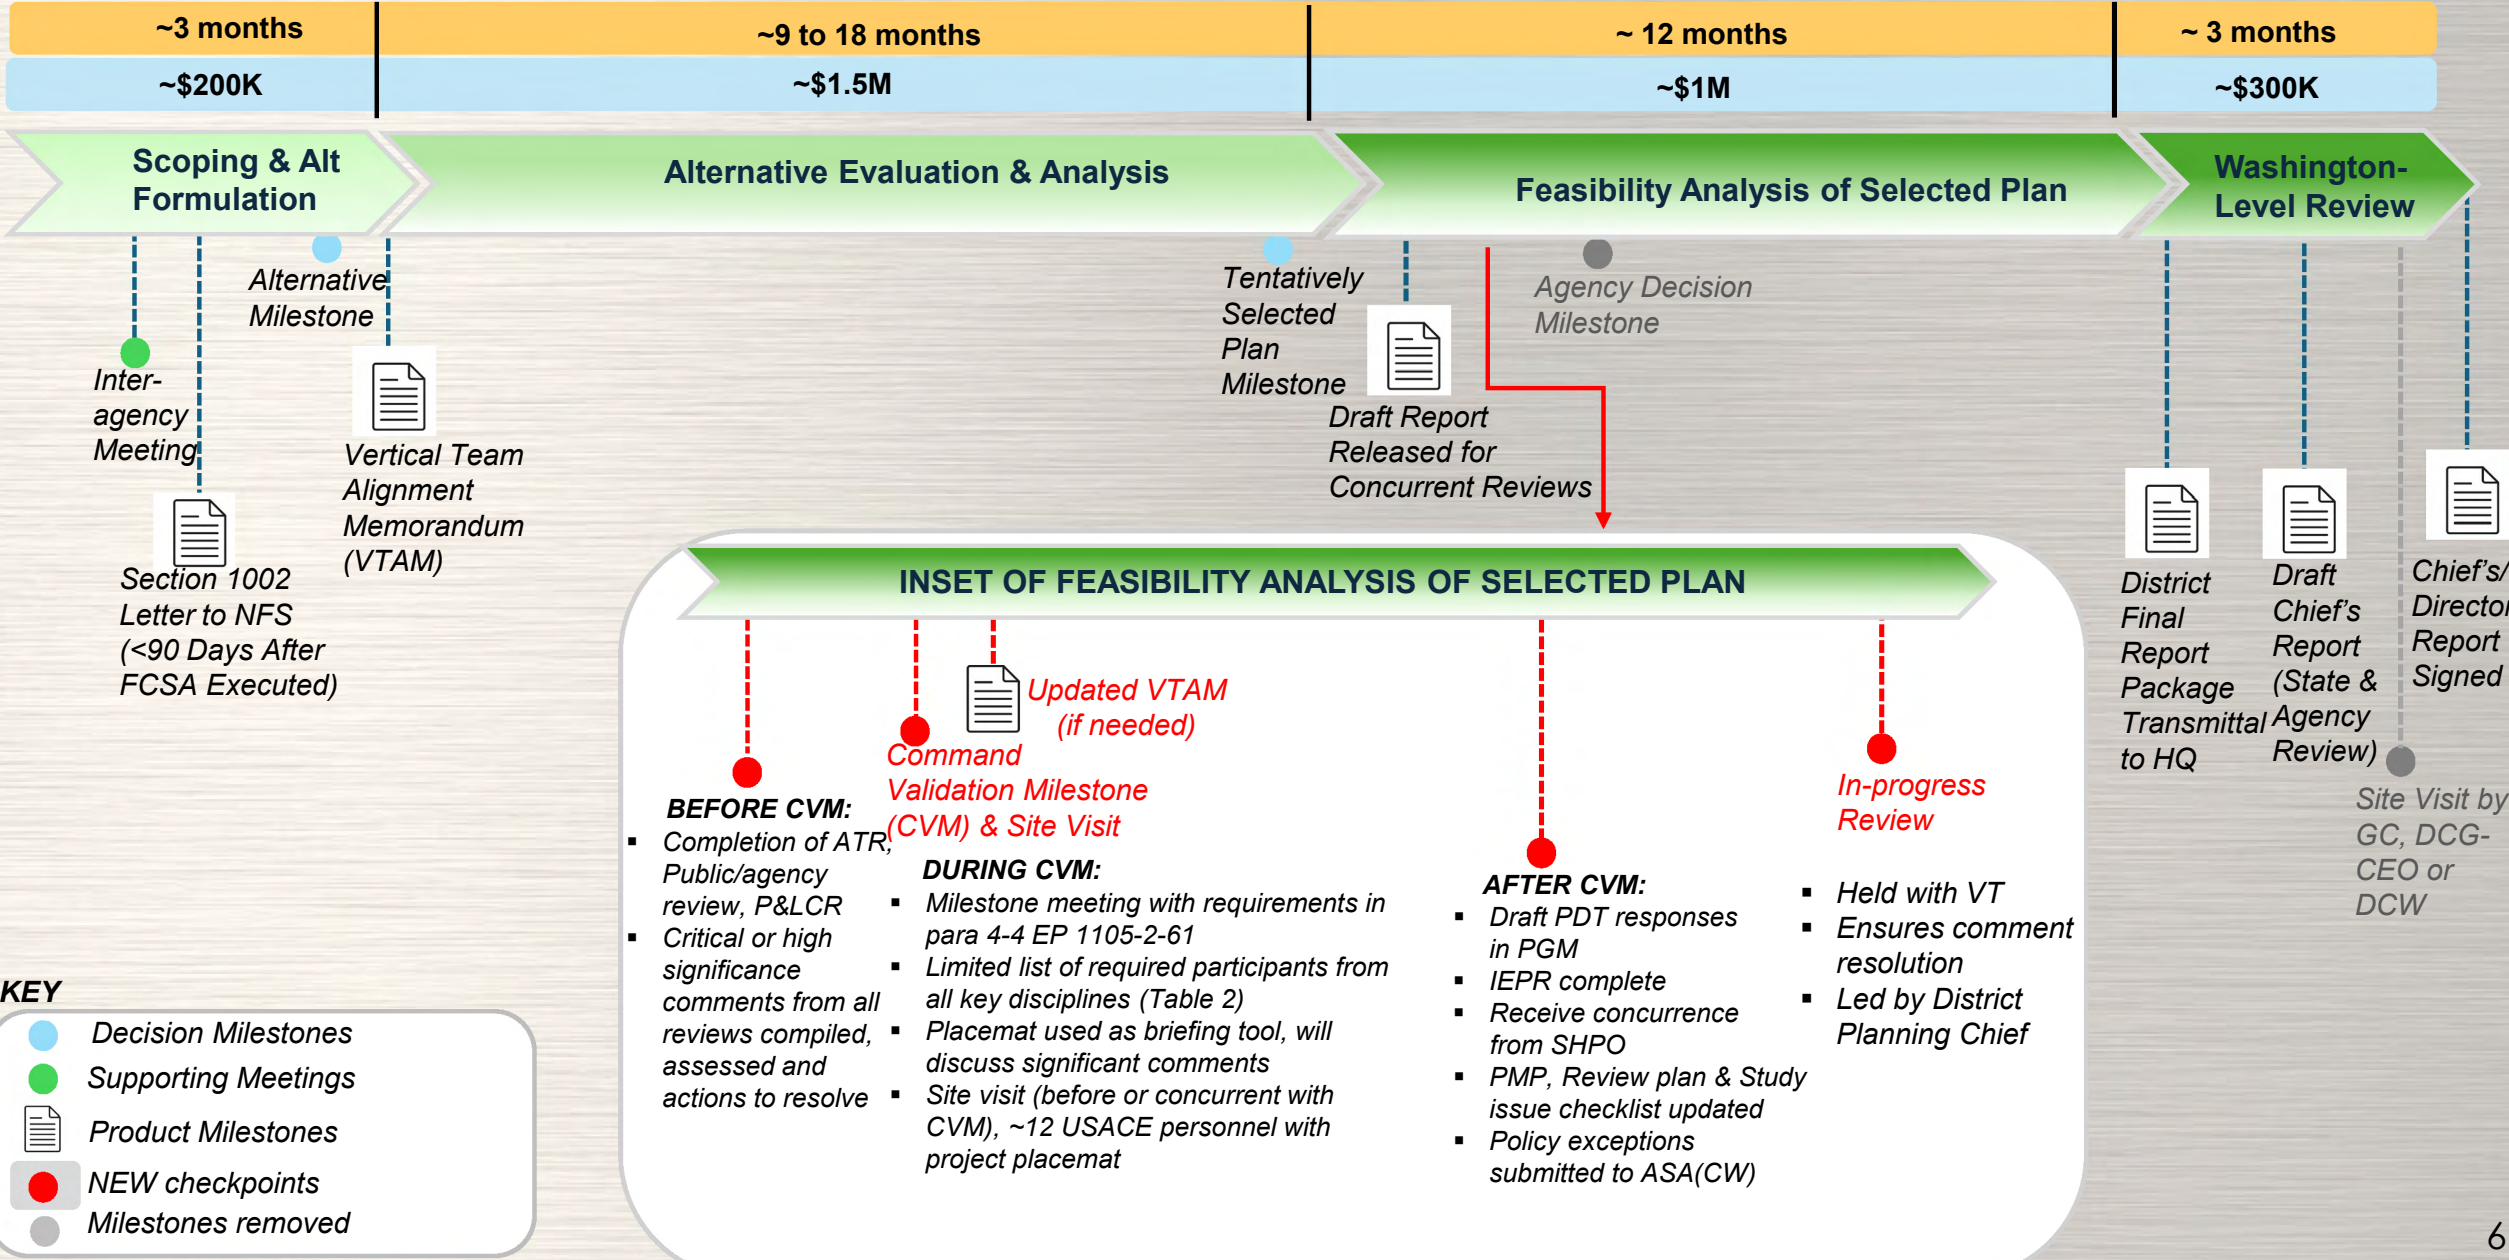 ~3 months
~9 to 18 months
~ 12 months
~ 3 months
~$200K
~$1.5M
~$1M
~$300K
Scoping & Alt
Formulation
Alternative Evaluation & Analysis
Feasibility Analysis of Selected Plan
Washington-
Level Review
Inter-
agency
Meeting
Section 1002
Letter to NFS
(<90 Days After
FCSA Executed)
Alternative
Milestone
Vertical Team
Alignment
Memorandum
(VTAM)
Tentatively
Selected
Plan
Milestone
Draft Report
Released for
Concurrent Reviews
Agency Decision
Milestone
District
Final
Report
Package
Transmittal
to HQ
Draft
Chief's
Report
(State &
Agency
Review)
Chief's/
Director
Report
Signed
Site Visit by
GC, DCG-
CEO or
DCW
INSET OF FEASIBILITY ANALYSIS OF SELECTED PLAN
BEFORE CVM:
▪ Completion of ATR,
Public/agency
review, P&LCR
▪ Critical or high
significance
comments from all
reviews compiled,
assessed and
actions to resolve
Command
Validation Milestone
(CVM) & Site Visit
Updated VTAM
(if needed)
DURING CVM:
▪ Milestone meeting with requirements in
para 4-4 EP 1105-2-61
▪ Limited list of required participants from
all key disciplines (Table 2)
▪ Placemat used as briefing tool, will
discuss significant comments
▪ Site visit (before or concurrent with
CVM), ~12 USACE personnel with
project placemat
AFTER CVM:
▪ Draft PDT responses
in PGM
▪ IEPR complete
▪ Receive concurrence
from SHPO
▪ PMP, Review plan & Study
issue checklist updated
▪ Policy exceptions
submitted to ASA(CW)
In-progress
Review
▪ Held with VT
▪ Ensures comment
resolution
▪ Led by District
Planning Chief
KEY
Decision Milestones
Supporting Meetings
Product Milestones
NEW checkpoints
Milestones removed
6